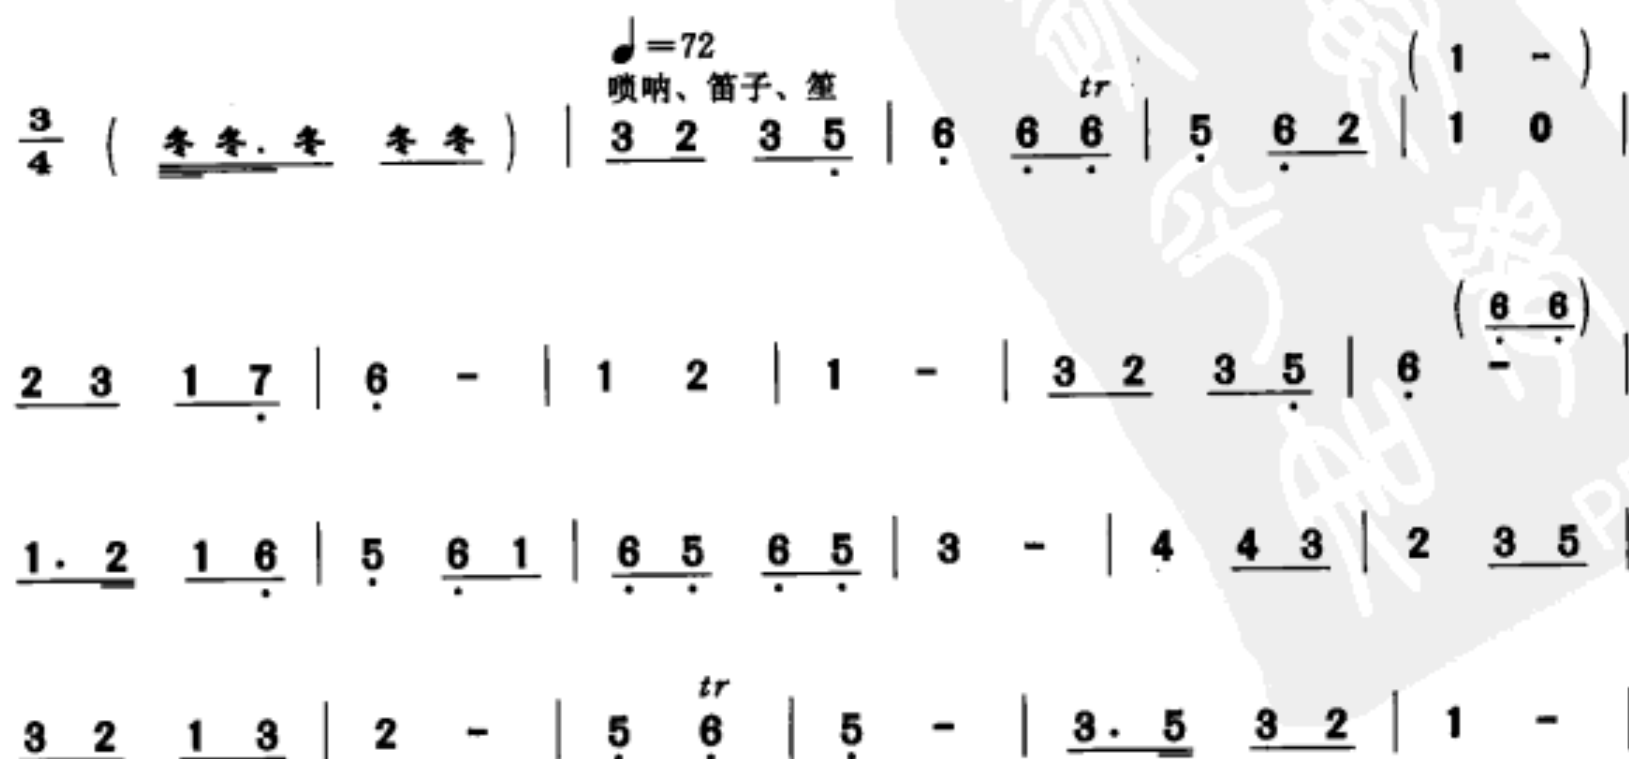 ♩=72
唢呐、笛子、笙
( 1 - )
3/4 ( 冬 冬. 冬 冬 冬 ) | 3 2 3 5̣ | 6̣ 6̣ 6̣ tr | 5̣ 6̣ 2 | 1 0 |
( 6̣ 6̣ )
2 3 1 7̣ | 6̣ - | 1 2 | 1 - | 3 2 3 5̣ | 6̣ - |
1. 2 1 6̣ | 5̣ 6̣ 1 | 6̣ 5̣ 6̣ 5̣ | 3 - | 4 4 3 | 2 3 5 |
tr
3 2 1 3 | 2 - | 5̣ 6̣ | 5̣ - | 3. 5 3 2 | 1 - |